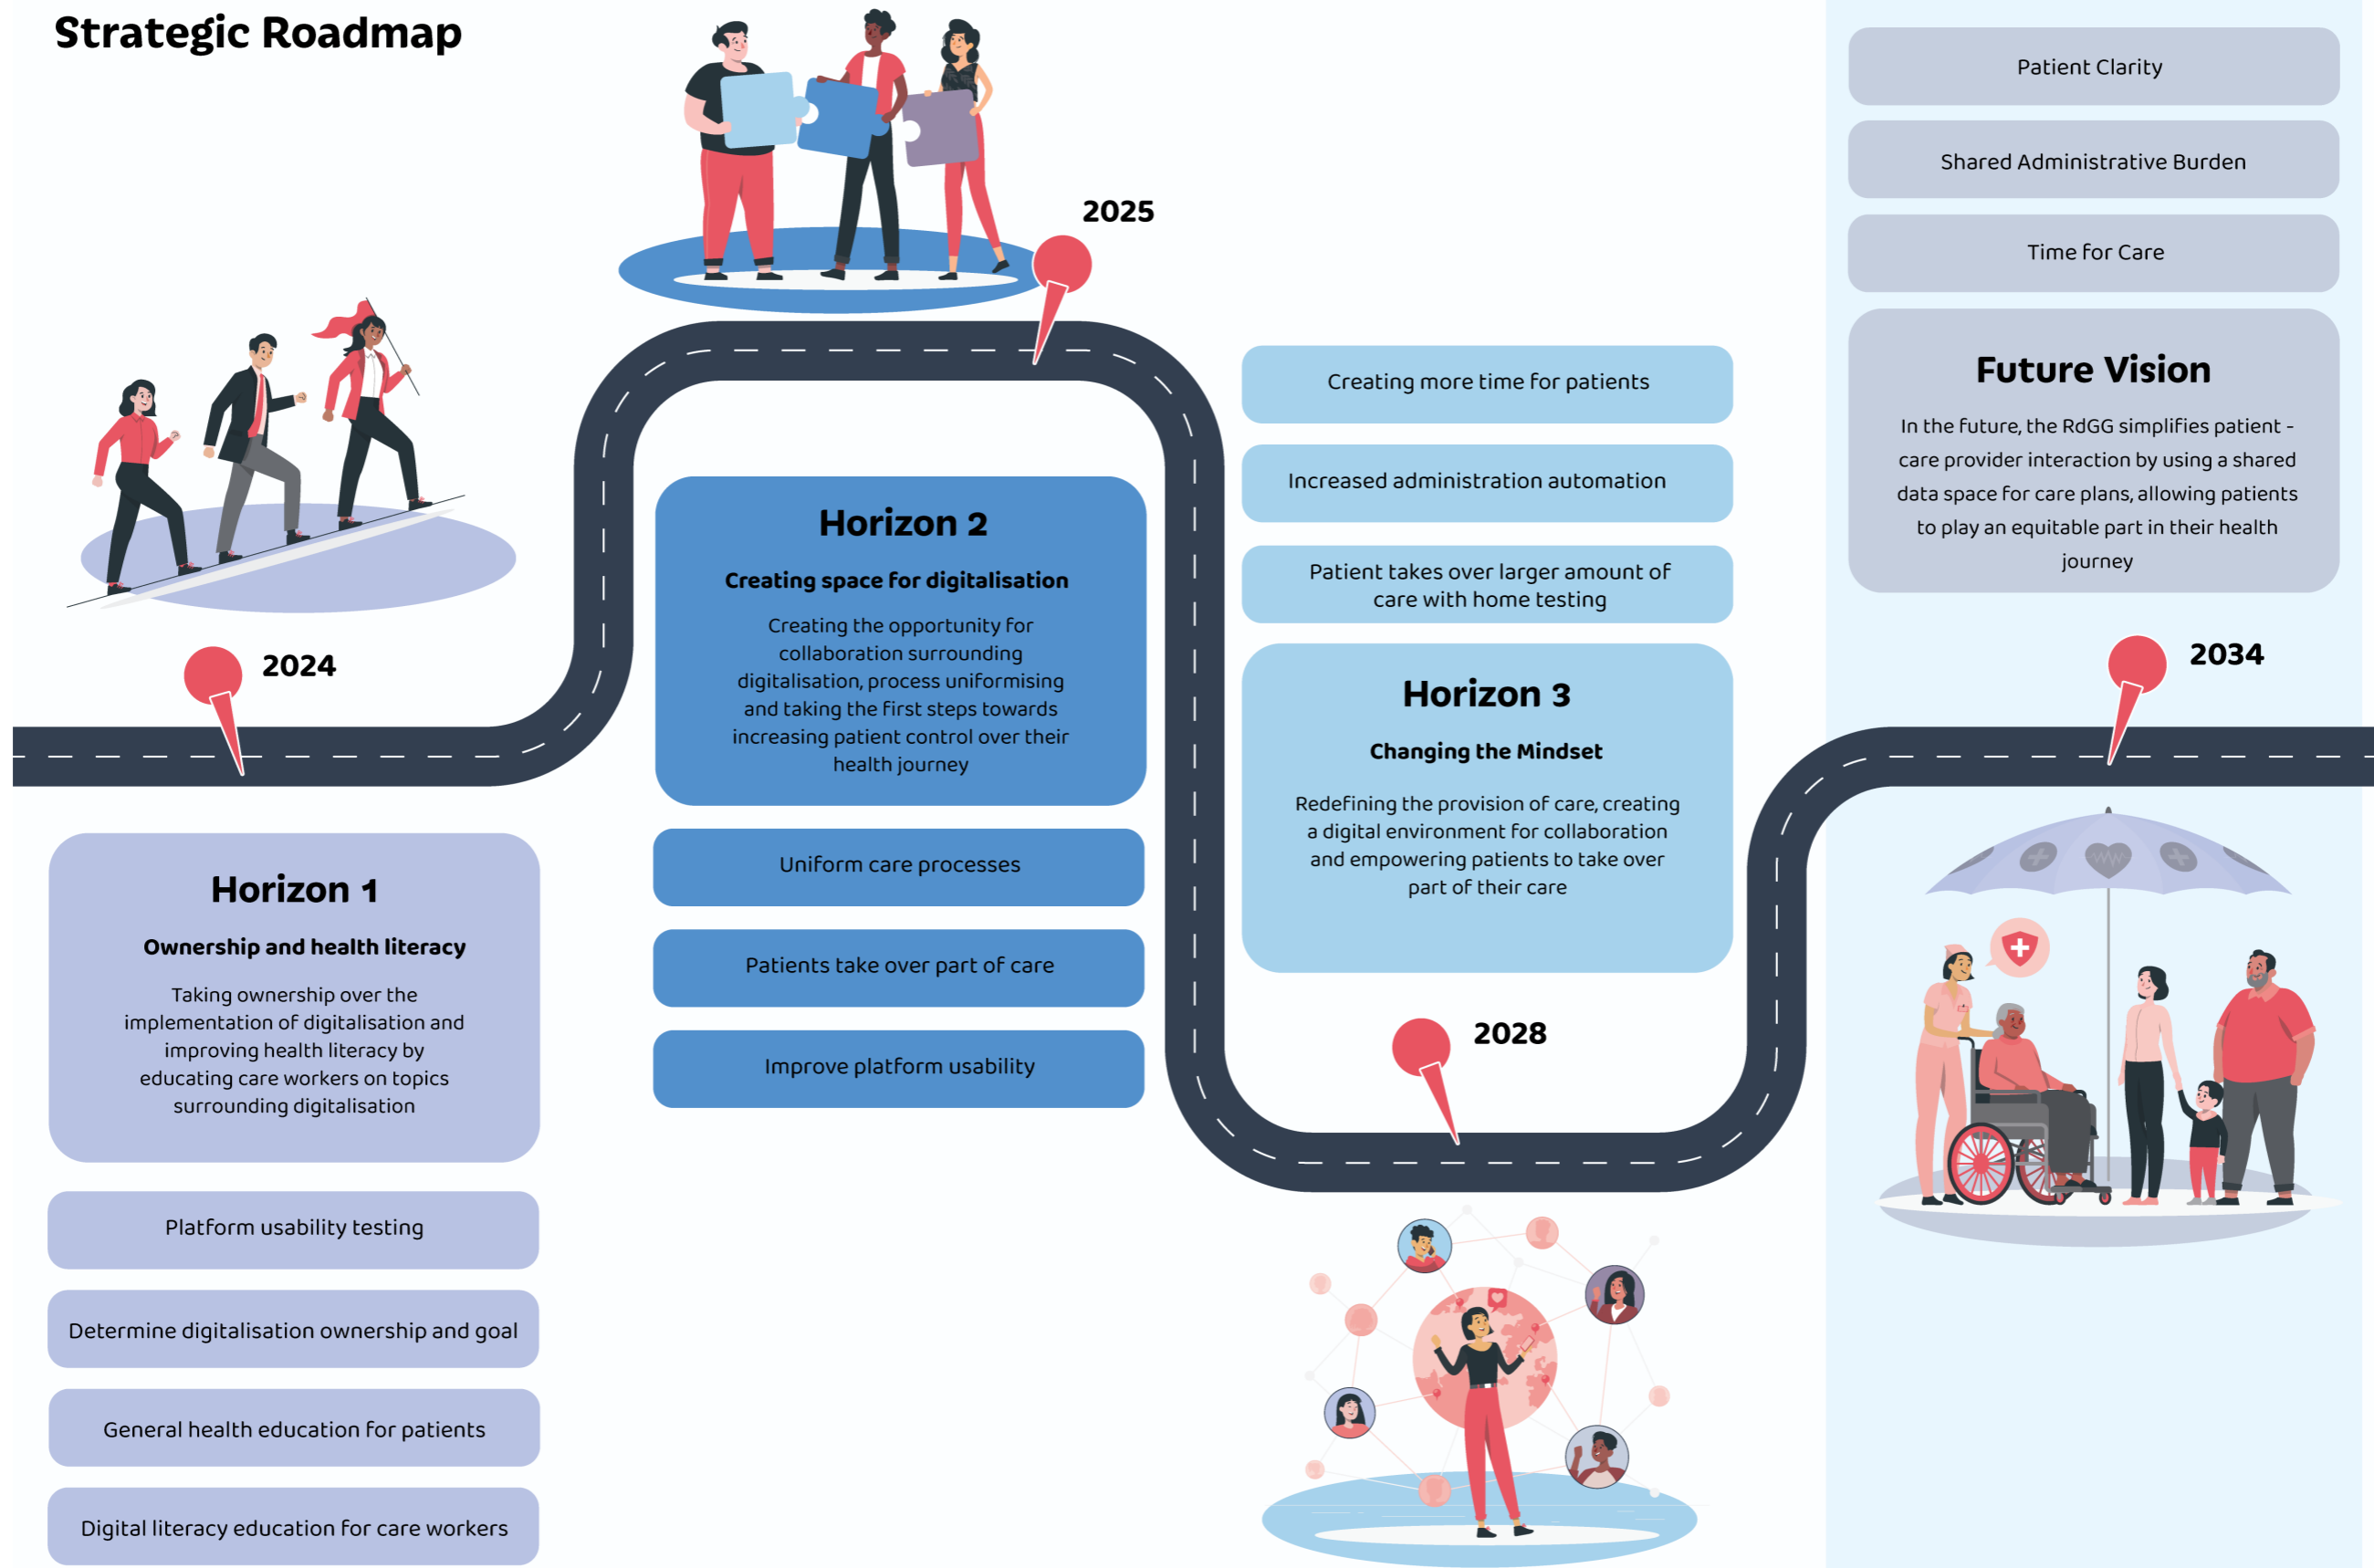 Strategic Roadmap
2024
Horizon 1
Ownership and health literacy
Taking ownership over the
implementation of digitalisation and
improving health literacy by
educating care workers on topics
surrounding digitalisation
Platform usability testing
Determine digitalisation ownership and goal
General health education for patients
Digital literacy education for care workers
2025
Horizon 2
Creating space for digitalisation
Creating the opportunity for
collaboration surrounding
digitalisation, process uniformising
and taking the first steps towards
increasing patient control over their
health journey
Uniform care processes
Patients take over part of care
Improve platform usability
Creating more time for patients
Increased administration automation
Patient takes over larger amount of
care with home testing
Horizon 3
Changing the Mindset
Redefining the provision of care, creating
a digital environment for collaboration
and empowering patients to take over
part of their care
2028
Patient Clarity
Shared Administrative Burden
Time for Care
Future Vision
In the future, the RdGG simplifies patient -
care provider interaction by using a shared
data space for care plans, allowing patients
to play an equitable part in their health
journey
2034